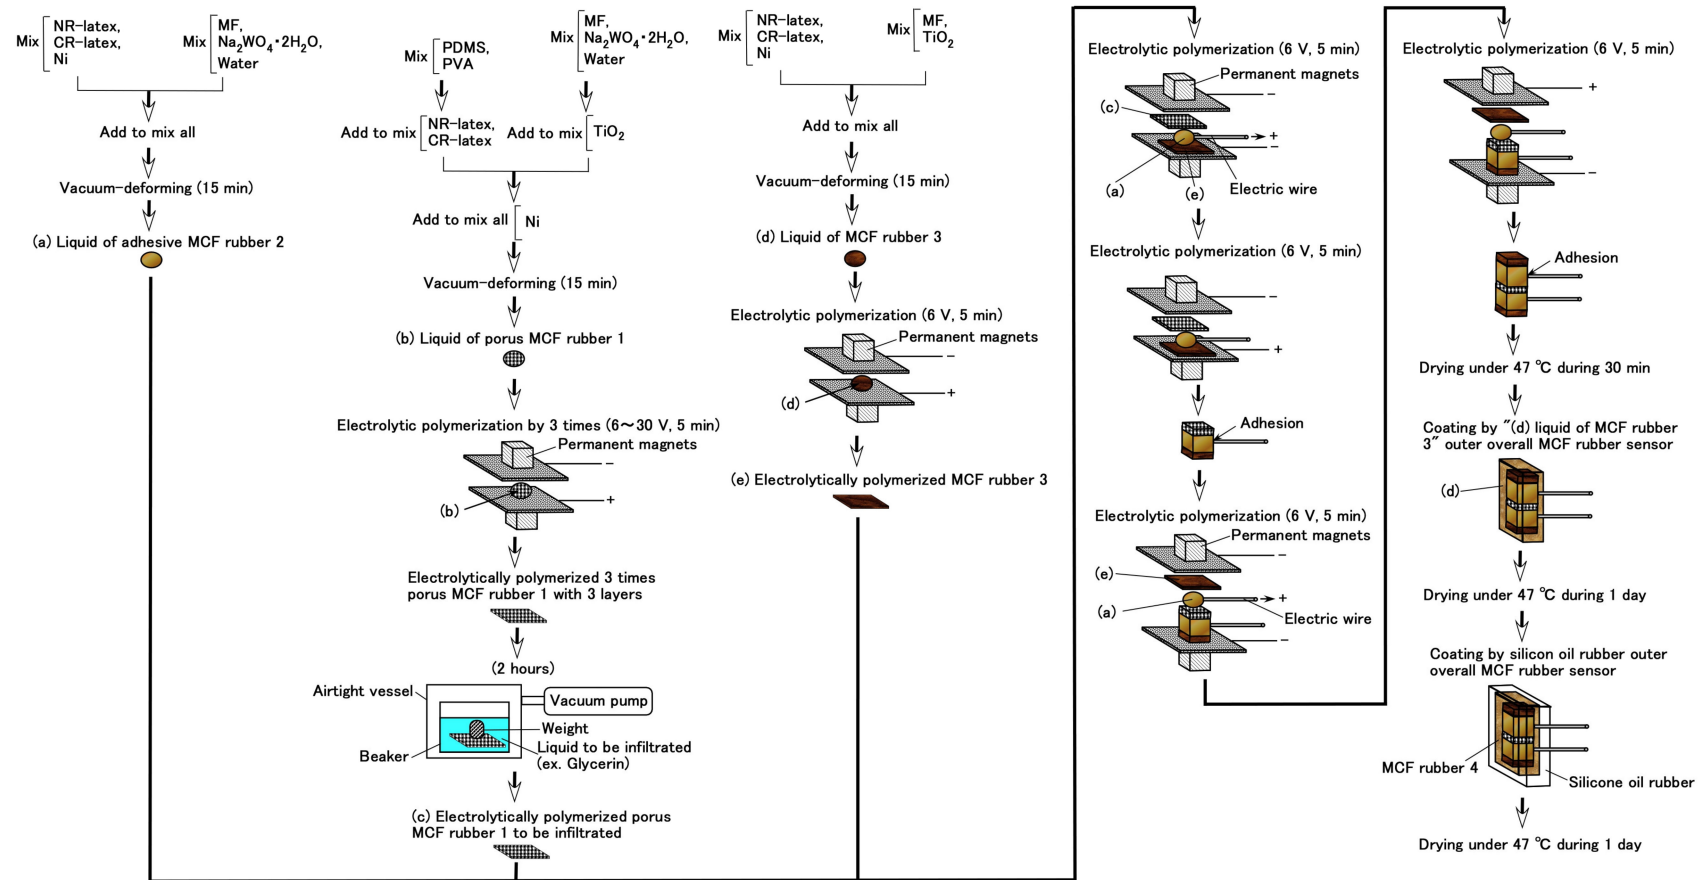 Mix
NR-latex,
CR-latex,
Ni
Mix
MF,
Na₂WO₄・2H₂O,
Water
Add to mix all
Vacuum-deforming (15 min)
(a) Liquid of adhesive MCF rubber 2
Mix
PDMS,
PVA
Mix
MF,
Na₂WO₄・2H₂O,
Water
Add to mix
NR-latex,
CR-latex
Add to mix
TiO₂
Add to mix all
Ni
Vacuum-deforming (15 min)
(b) Liquid of porus MCF rubber 1
Electrolytic polymerization by 3 times (6～30 V, 5 min)
Permanent magnets
−
+
(b)
Electrolytically polymerized 3 times
porus MCF rubber 1 with 3 layers
(2 hours)
Airtight vessel
Vacuum pump
Weight
Beaker
Liquid to be infiltrated
(ex. Glycerin)
(c) Electrolytically polymerized porus
MCF rubber 1 to be infiltrated
Mix
NR-latex,
CR-latex,
Ni
Mix
MF,
TiO₂
Add to mix all
Vacuum-deforming (15 min)
(d) Liquid of MCF rubber 3
Electrolytic polymerization (6 V, 5 min)
Permanent magnets
−
+
(d)
(e) Electrolytically polymerized MCF rubber 3
Electrolytic polymerization (6 V, 5 min)
Permanent magnets
−
(c)
+
−
(a)
(e)
Electric wire
Electrolytic polymerization (6 V, 5 min)
−
+
Adhesion
Electrolytic polymerization (6 V, 5 min)
Permanent magnets
−
(e)
+
(a)
Electric wire
−
Electrolytic polymerization (6 V, 5 min)
+
−
Adhesion
Drying under 47 ℃ during 30 min
Coating by "(d) liquid of MCF rubber
3" outer overall MCF rubber sensor
(d)
Drying under 47 ℃ during 1 day
Coating by silicon oil rubber outer
overall MCF rubber sensor
MCF rubber 4
Silicone oil rubber
Drying under 47 ℃ during 1 day